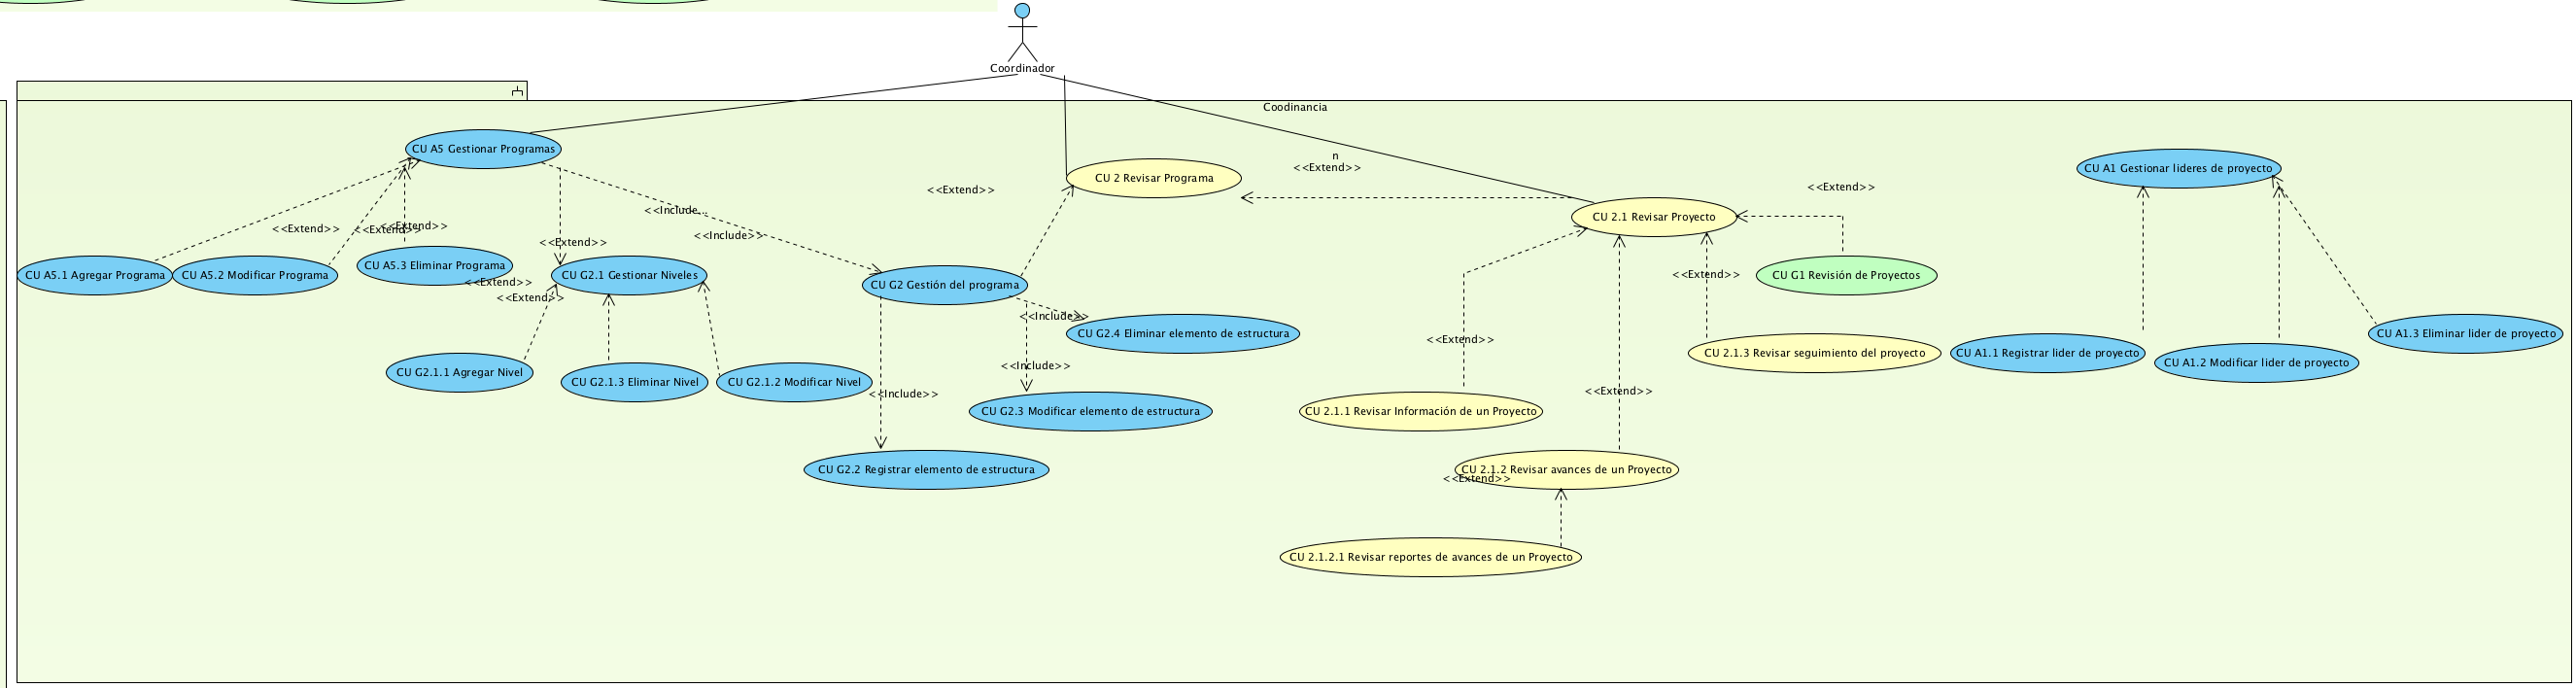 Coordinador
Coodinancia
CU A5 Gestionar Programas
n
<<Extend>>
CU 2 Revisar Programa
CU A1 Gestionar lideres de proyecto
<<Extend>>
<<Extend>>
<<Include..
CU 2.1 Revisar Proyecto
<<Extend>>
<<Extend>>
<<Extend>>
<<Include>>
<<Extend>>
CU A5.1 Agregar Programa
CU A5.2 Modificar Programa
CU A5.3 Eliminar Programa
CU G2.1 Gestionar Niveles
CU G2 Gestión del programa
<<Extend>>
CU G1 Revisión de Proyectos
<<Extend>>
<<Extend>>
<<Include>>
CU G2.4 Eliminar elemento de estructura
<<Extend>>
CU 2.1.3 Revisar seguimiento del proyecto
CU A1.1 Registrar lider de proyecto
CU A1.2 Modificar lider de proyecto
CU A1.3 Eliminar lider de proyecto
CU G2.1.1 Agregar Nivel
CU G2.1.3 Eliminar Nivel
CU G2.1.2 Modificar Nivel
<<Include>>
<<Include>>
<<Extend>>
CU G2.3 Modificar elemento de estructura
CU 2.1.1 Revisar Información de un Proyecto
CU G2.2 Registrar elemento de estructura
CU 2.1.2 Revisar avances de un Proyecto
<<Extend>>
CU 2.1.2.1 Revisar reportes de avances de un Proyecto